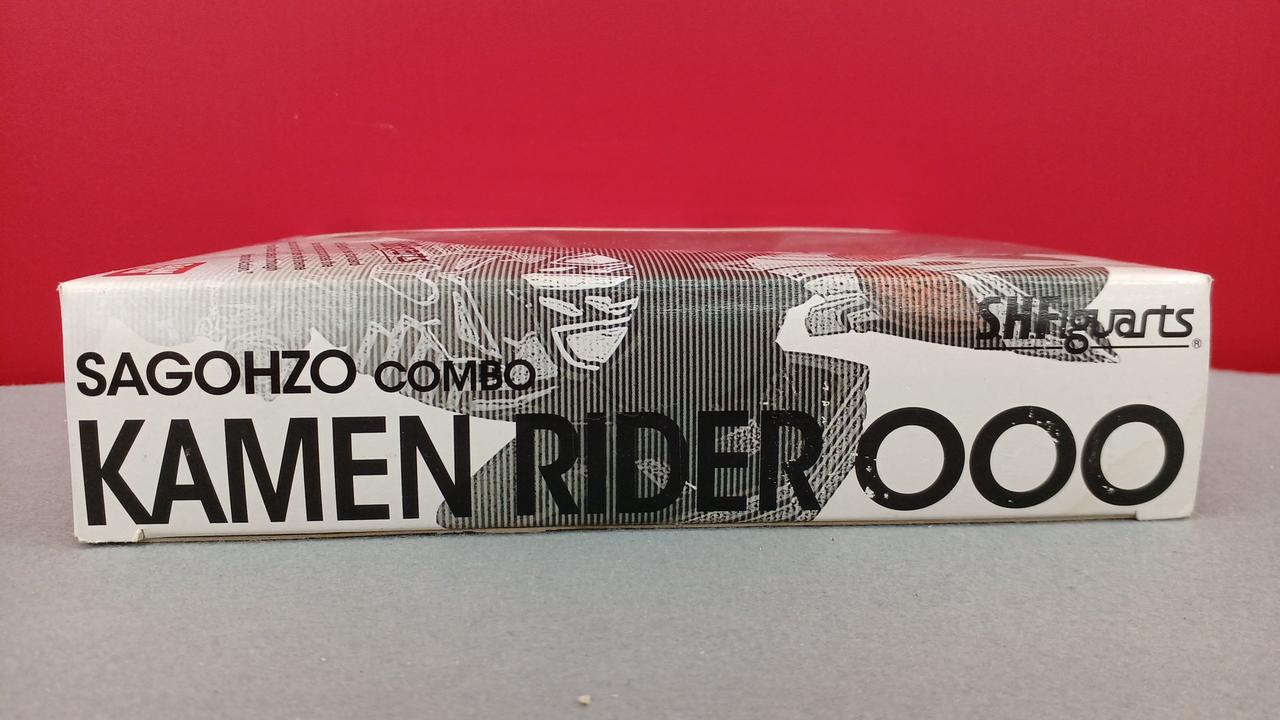 S.H.Figuarts
®
SAGOHZO COMBO
KAMEN RIDER OOO